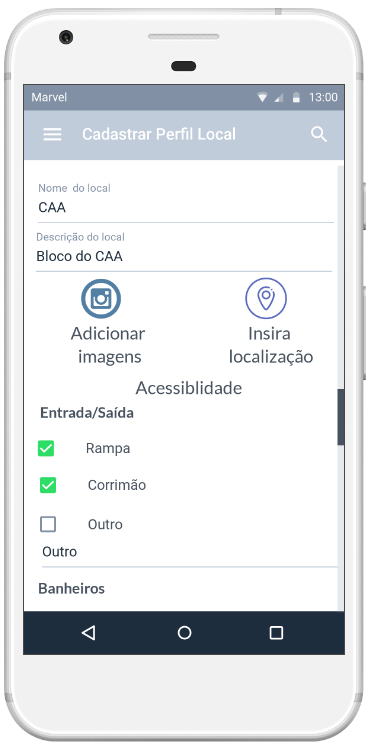 Marvel 13:00
Cadastrar Perfil Local
Nome do local
CAA
Descrição do local
Bloco do CAA
Adicionar
imagens
Insira
localização
Acessiblidade
Entrada/Saída
Rampa
Corrimão
Outro
Outro
Banheiros